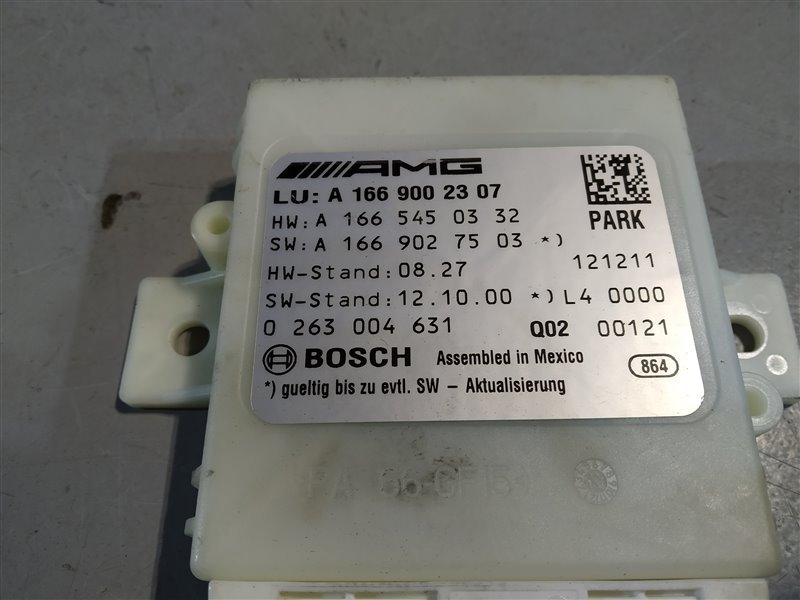 AMG
LU: A 166 900 23 07
HW: A 166 545 03 32
PARK
SW: A 166 902 75 03 *)
HW-Stand: 08.27 121211
SW-Stand: 12.10.00 *) L4 0000
0 263 004 631 Q02 00121
BOSCH Assembled in Mexico 864
*) gueltig bis zu evtl. SW - Aktualisierung